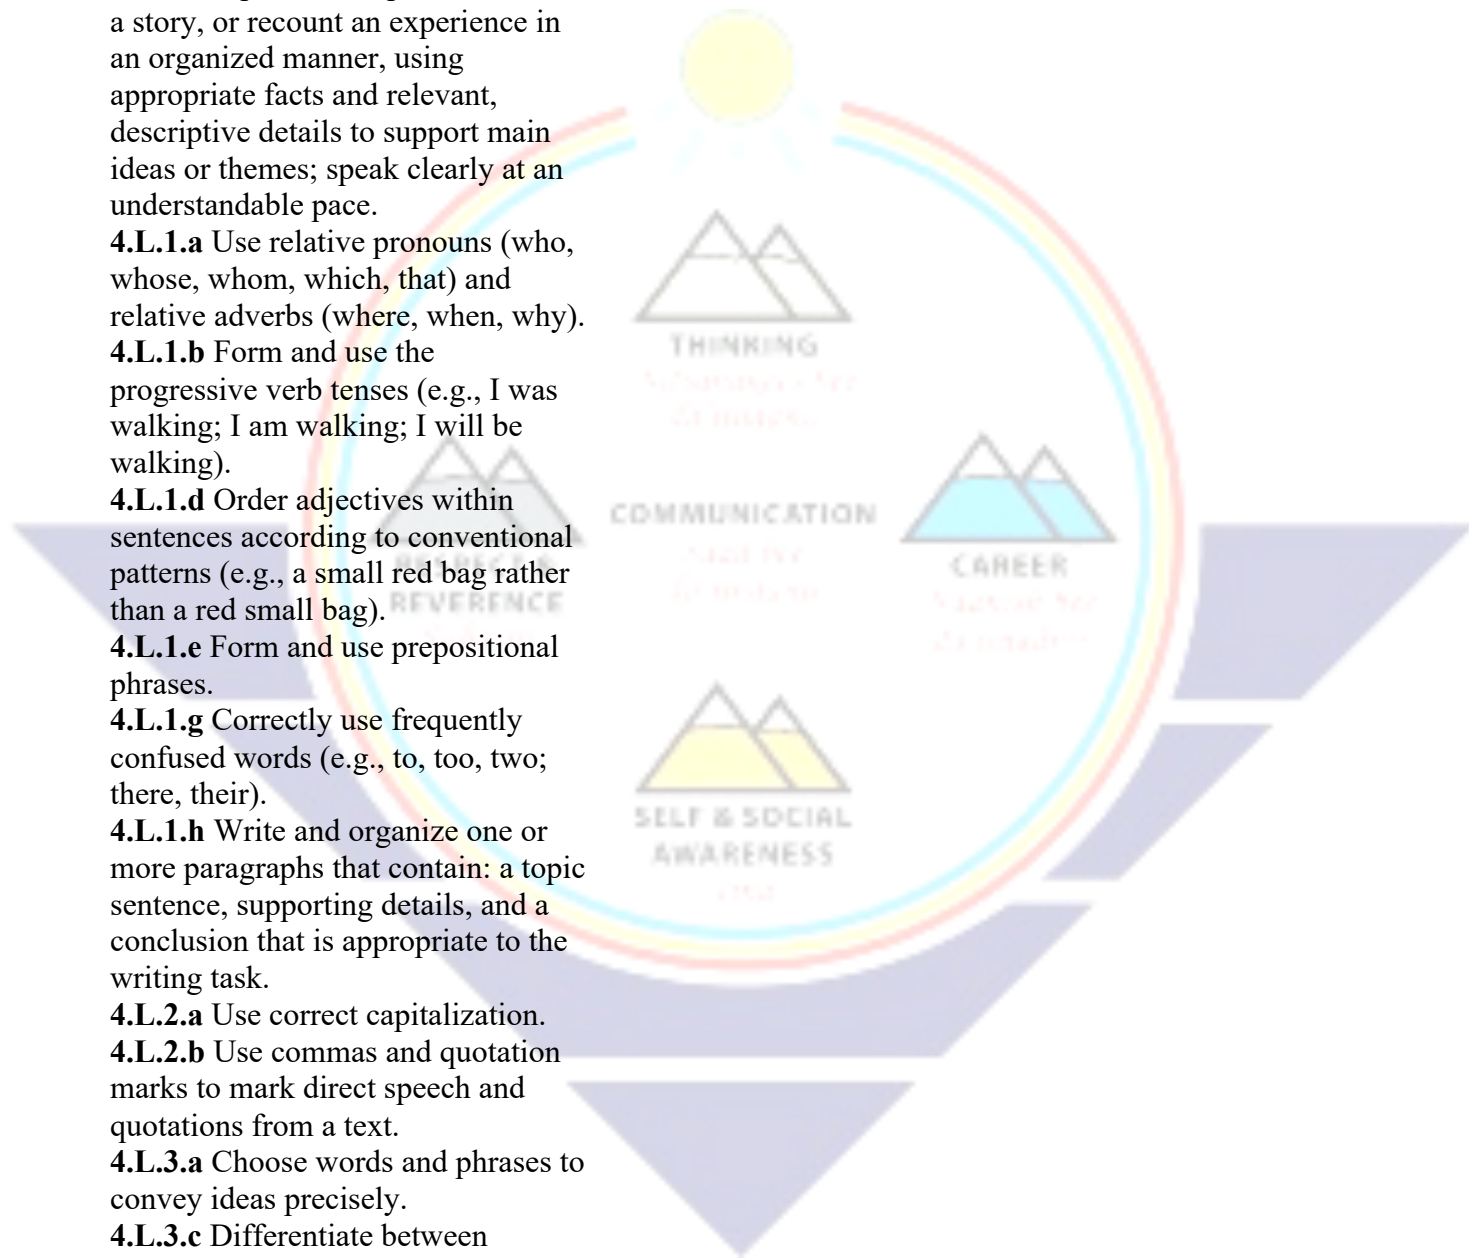 a story, or recount an experience in
an organized manner, using
appropriate facts and relevant,
descriptive details to support main
ideas or themes; speak clearly at an
understandable pace.
4.L.1.a Use relative pronouns (who,
whose, whom, which, that) and
relative adverbs (where, when, why).
4.L.1.b Form and use the
progressive verb tenses (e.g., I was
walking; I am walking; I will be
walking).
4.L.1.d Order adjectives within
sentences according to conventional
patterns (e.g., a small red bag rather
than a red small bag).
4.L.1.e Form and use prepositional
phrases.
4.L.1.g Correctly use frequently
confused words (e.g., to, too, two;
there, their).
4.L.1.h Write and organize one or
more paragraphs that contain: a topic
sentence, supporting details, and a
conclusion that is appropriate to the
writing task.
4.L.2.a Use correct capitalization.
4.L.2.b Use commas and quotation
marks to mark direct speech and
quotations from a text.
4.L.3.a Choose words and phrases to
convey ideas precisely.
4.L.3.c Differentiate between
THINKING
COMMUNICATION
RESPECT &
REVERENCE
CAREER
SELF & SOCIAL
AWARENESS